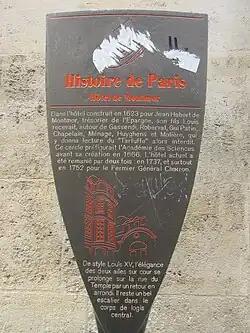 Histoire de Paris
Hôtel de Montmor
Dans l'hôtel construit en 1623 pour Jean Habert de
Montmor, trésorier de l'Epargne, son fils Louis
recevait, autour de Gassendi, Roberval, Gui Patin,
Chapelain, Ménage, Huyghens et Molière, qui
y donna lecture du "Tartuffe" alors interdit.
Ce cercle préfigurait l'Académie des Sciences
avant sa création en 1666. L'hôtel actuel a
été remanié par deux fois : en 1737, et surtout
en 1752 pour le Fermier Général Charron.
De style Louis XV, l'élégance
des deux ailes sur cour se
prolonge sur la rue du
Temple par un retour en
arrondi. Il reste un bel
escalier dans le
corps de logis
central.